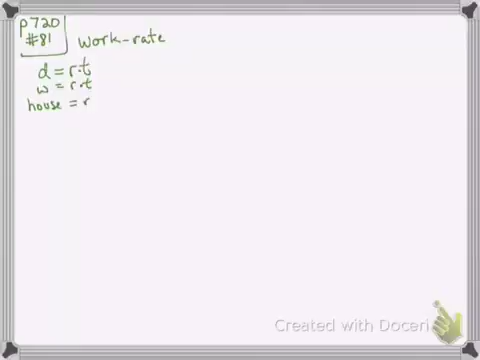 p720
#81
work-rate
d = r·t
w = r·t
house = r
Created with Doceri